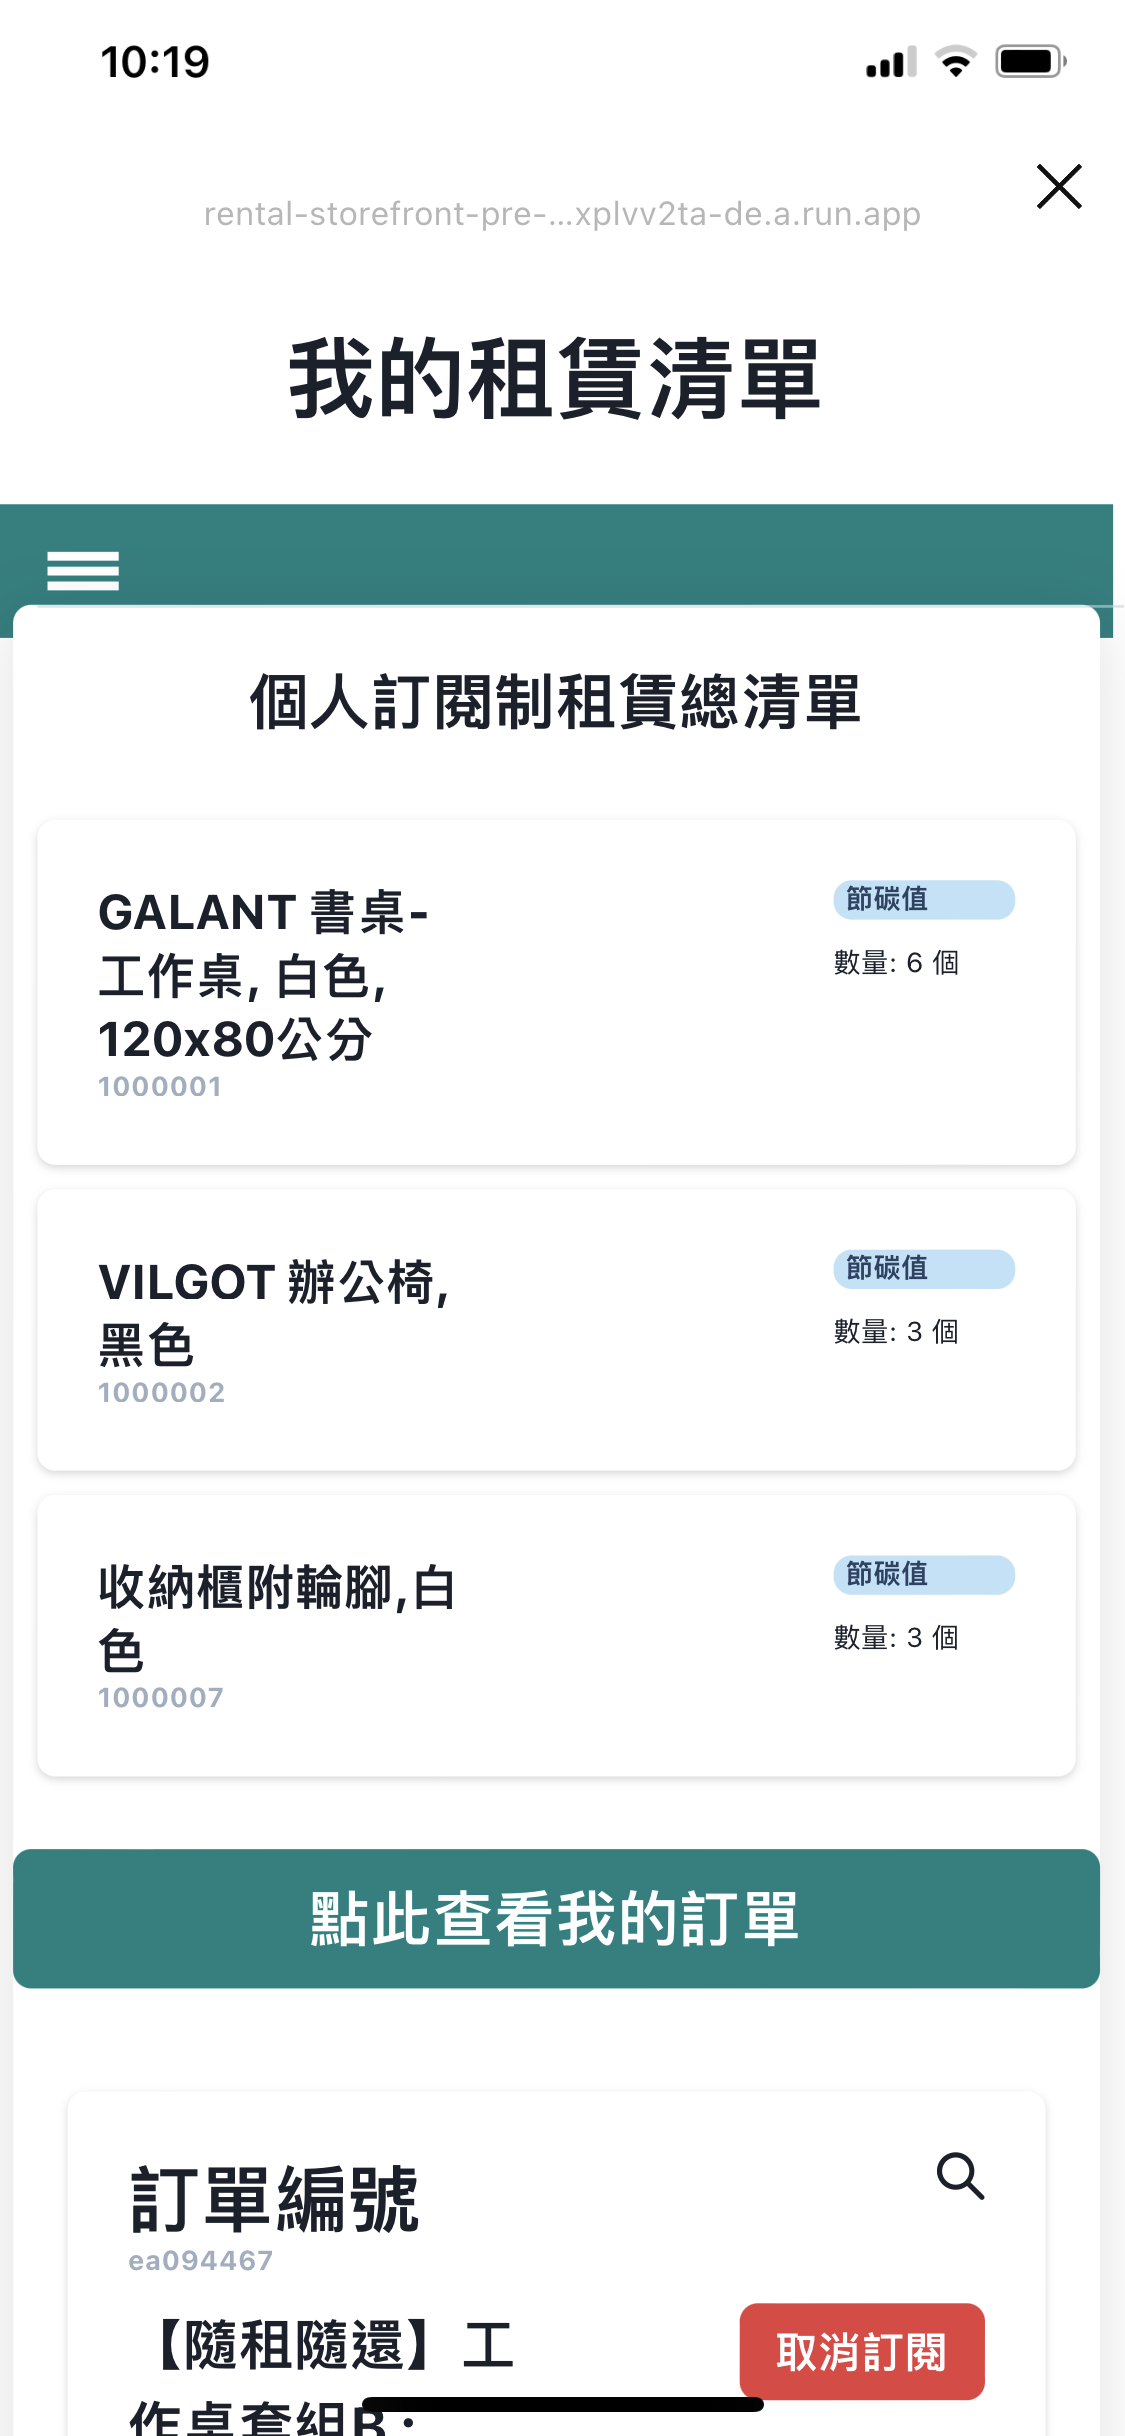 10:19
rental-storefront-pre-...xplvv2ta-de.a.run.app
我的租賃清單
個人訂閱制租賃總清單
GALANT 書桌-
工作桌, 白色,
120x80公分
1000001
節碳值
數量: 6 個
VILGOT 辦公椅,
黑色
1000002
節碳值
數量: 3 個
收納櫃附輪腳,白
色
1000007
節碳值
數量: 3 個
點此查看我的訂單
訂單編號
ea094467
【隨租隨還】工
作桌套組B :
取消訂閱